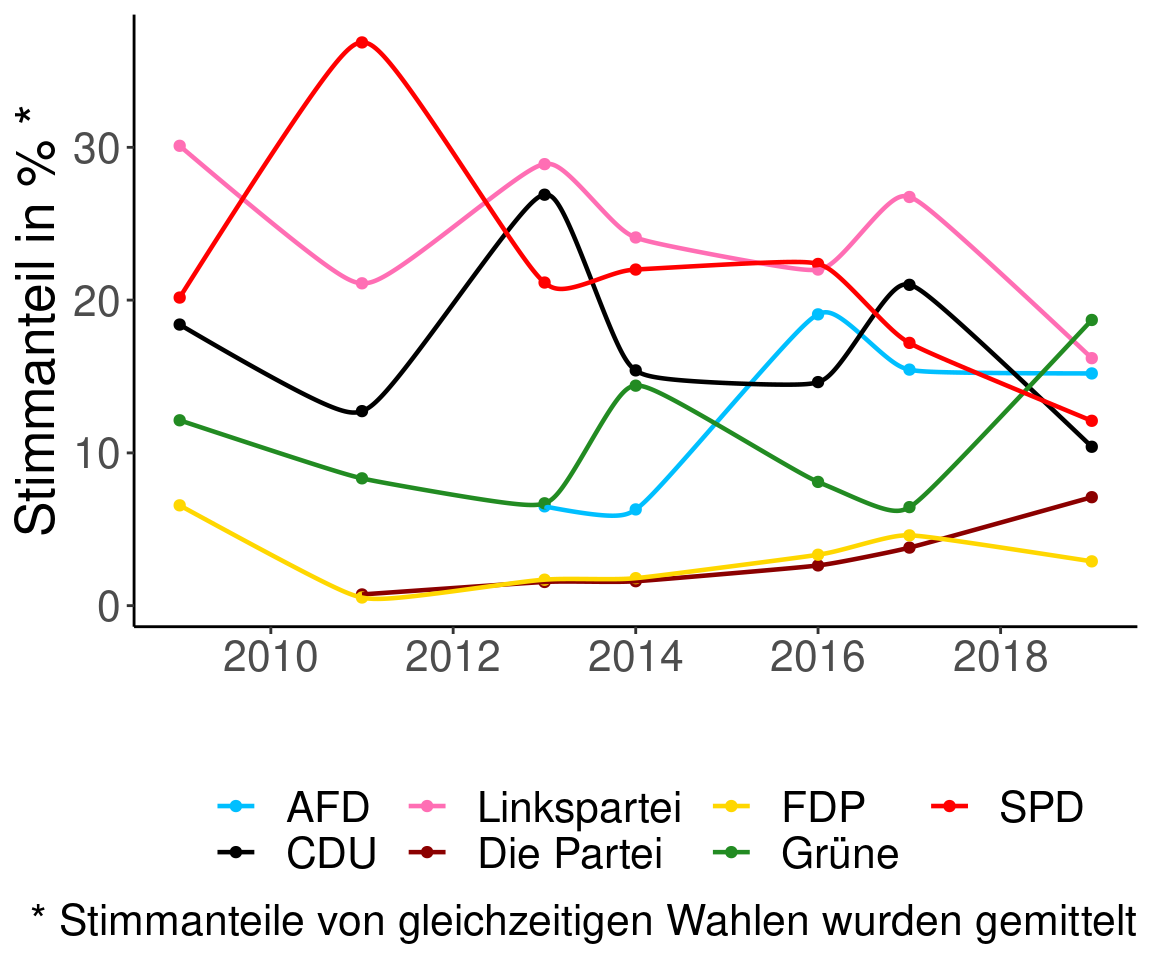 Stimmanteil in % *
30
20
10
0
2010 2012 2014 2016 2018
AFD Linkspartei FDP SPD
CDU Die Partei Grüne
* Stimmanteile von gleichzeitigen Wahlen wurden gemittelt